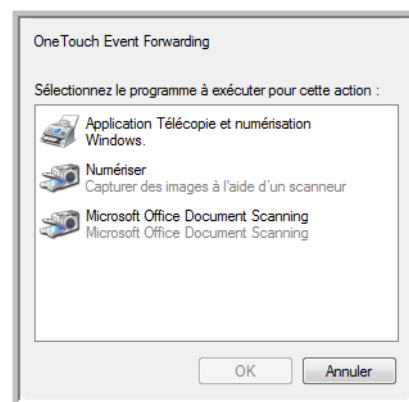 OneTouch Event Forwarding
Sélectionnez le programme à exécuter pour cette action :
Application Télécopie et numérisation
Windows.
Numériser
Capturer des images à l'aide d'un scanneur
Microsoft Office Document Scanning
Microsoft Office Document Scanning
OK
Annuler